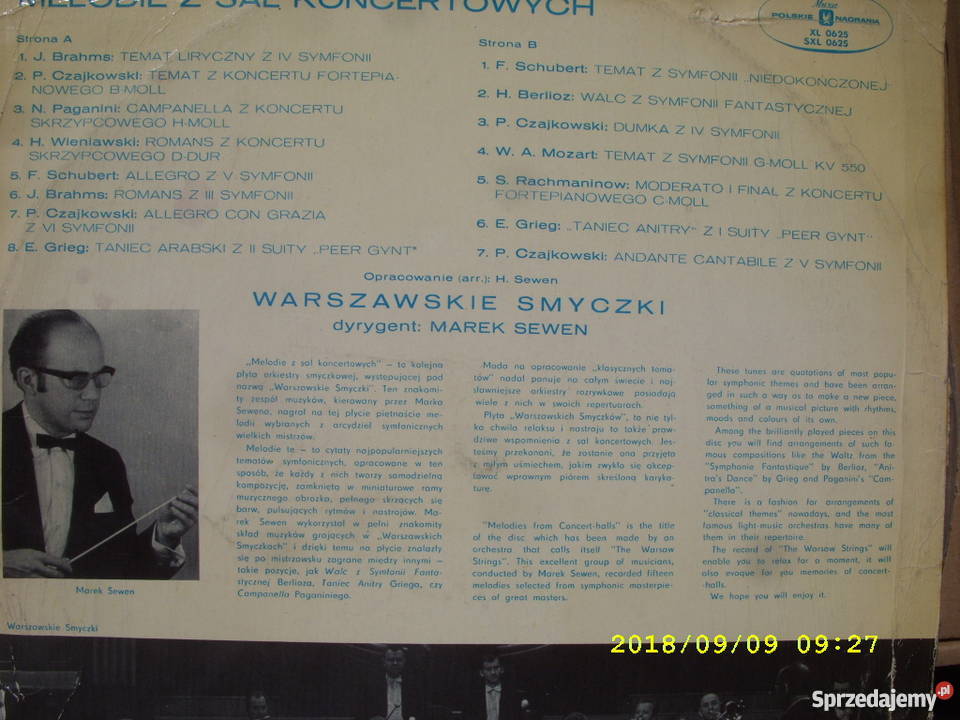 MELODIE Z SAL KONCERTOWYCH
Muza
POLSKIE NAGRANIA
XL 0625
SXL 0625
Strona A
1. J. Brahms: TEMAT LIRYCZNY Z IV SYMFONII
2. P. Czajkowski: TEMAT Z KONCERTU FORTEPIA-
NOWEGO B-MOLL
3. N. Paganini: CAMPANELLA Z KONCERTU
SKRZYPCOWEGO H-MOLL
4. H. Wieniawski: ROMANS Z KONCERTU
SKRZYPCOWEGO D-DUR
5. F. Schubert: ALLEGRO Z V SYMFONII
6. J. Brahms: ROMANS Z III SYMFONII
7. P. Czajkowski: ALLEGRO CON GRAZIA
Z VI SYMFONII
8. E. Grieg: TANIEC ARABSKI Z II SUITY „PEER GYNT"
Strona B
1. F. Schubert: TEMAT Z SYMFONII „NIEDOKOŃCZONEJ"
2. H. Berlioz: WALC Z SYMFONII FANTASTYCZNEJ
3. P. Czajkowski: DUMKA Z IV SYMFONII
4. W. A. Mozart: TEMAT Z SYMFONII G-MOLL KV 550
5. S. Rachmaninow: MODERATO I FINAŁ Z KONCERTU
FORTEPIANOWEGO C-MOLL
6. E. Grieg: „TANIEC ANITRY" Z I SUITY „PEER GYNT"
7. P. Czajkowski: ANDANTE CANTABILE Z V SYMFONII
Opracowanie (arr.): H. Sewen
WARSZAWSKIE SMYCZKI
dyrygent: MAREK SEWEN
„Melodie z sal koncertowych" – to kolejna
płyta orkiestry smyczkowej, występującej pod
nazwą „Warszawskie Smyczki". Ten znakomi-
ty zespół muzyków, kierowany przez Marka
Sewena, nagrał na tej płycie piętnaście me-
lodii wybranych z arcydzieł symfonicznych
wielkich mistrzów.
Melodie te – to cytaty najpopularniejszych
tematów symfonicznych, opracowane w ten
sposób, że każdy z nich tworzy samodzielną
kompozycję, zamkniętą w miniaturowe ramy
muzycznego obrazka, pełnego skrzących się
barw, pulsujących rytmów i nastrojów. Ma-
rek Sewen wykorzystał w pełni znakomity
skład muzyków grających w „Warszawskich
Smyczkach" i dzięki temu na płycie znalazły
się po mistrzowsku zagrane między innymi –
takie pozycje, jak Walc z Symfonii Fanta-
stycznej Berlioza, Taniec Anitry Griega, czy
Campanella Paganiniego.
Moda na opracowanie „klasycznych tema-
tów" nadal panuje na całym świecie i naj-
sławniejsze orkiestry rozrywkowe posiadają
wiele z nich w swoich repertuarach.
Płyta „Warszawskich Smyczków", to nie tyl-
ko chwila relaksu i nastroju to także praw-
dziwe wspomnienia z sal koncertowych. Jes-
teśmy przekonani, że zostanie ona przyjęta
z miłym uśmiechem, jakim zwykło się akcep-
tować wprawnym piórem skreśloną karyka-
turę.
"Melodies from Concert-halls" is the title
of the disc which has been made by an
orchestra that calls itself "The Warsaw
Strings". This excellent group of musicians,
conducted by Marek Sewen, recorded fifteen
melodies selected from symphonic masterpie-
ces of great masters.
These tunes are quotations of most popu-
lar symphonic themes and have been arran-
ged in such a way as to make a new piece,
something of a musical picture with rhythms,
moods and colours of its own.
Among the brilliantly played pieces on this
disc you will find arrangements of such fa-
mous compositions like the Waltz from the
"Symphonie Fantastique" by Berlioz, "Ani-
tra's Dance" by Grieg and Paganini's "Cam-
panella".
There is a fashion for arrangements of
"classical themes" nowadays, and the most
famous light-music orchestras have many of
them in their repertoire.
The record of "The Warsaw Strings" will
enable you to relax for a moment, it will
also evoque for you memories of concert-
-halls.
We hope you will enjoy it.
Marek Sewen
Warszawskie Smyczki
2018/09/09 09:27
Sprzedajemy.pl